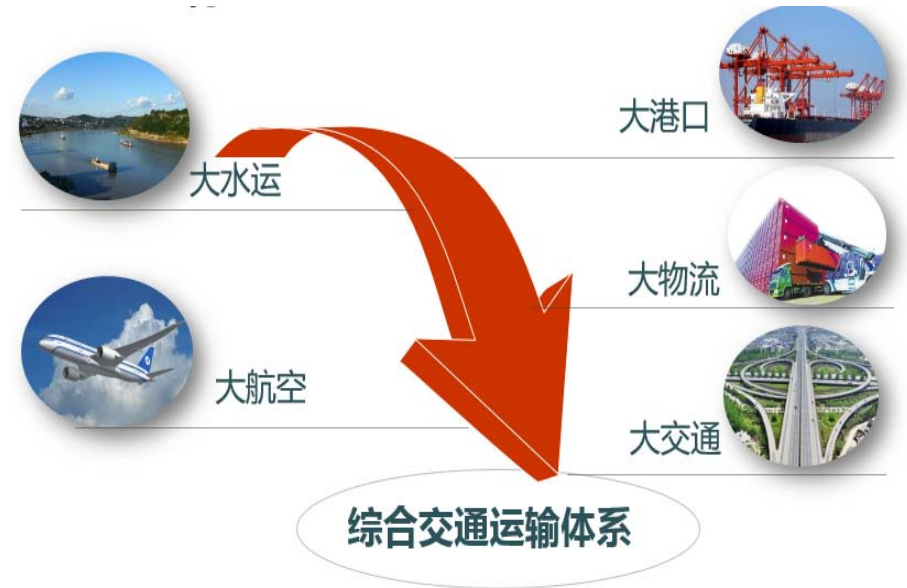 大港口
大水运
大物流
大航空
大交通
综合交通运输体系